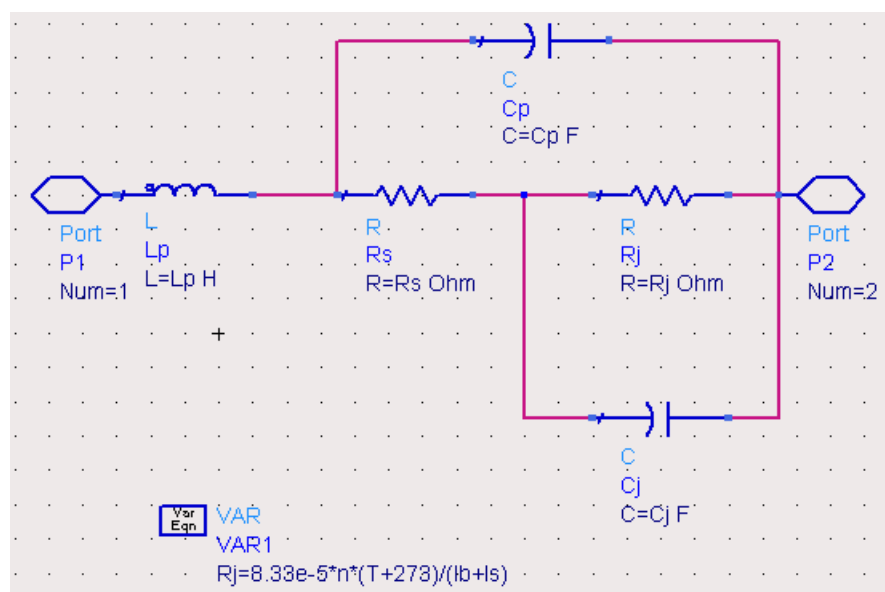 C
Cp
C=Cp F
Port
P1
Num=1
L
Lp
L=Lp H
R
Rs
R=Rs Ohm
R
Rj
R=Rj Ohm
Port
P2
Num=2
C
Cj
C=Cj F
Var
Eqn
VAR
VAR1
Rj=8.33e-5*n*(T+273)/(Ib+Is)